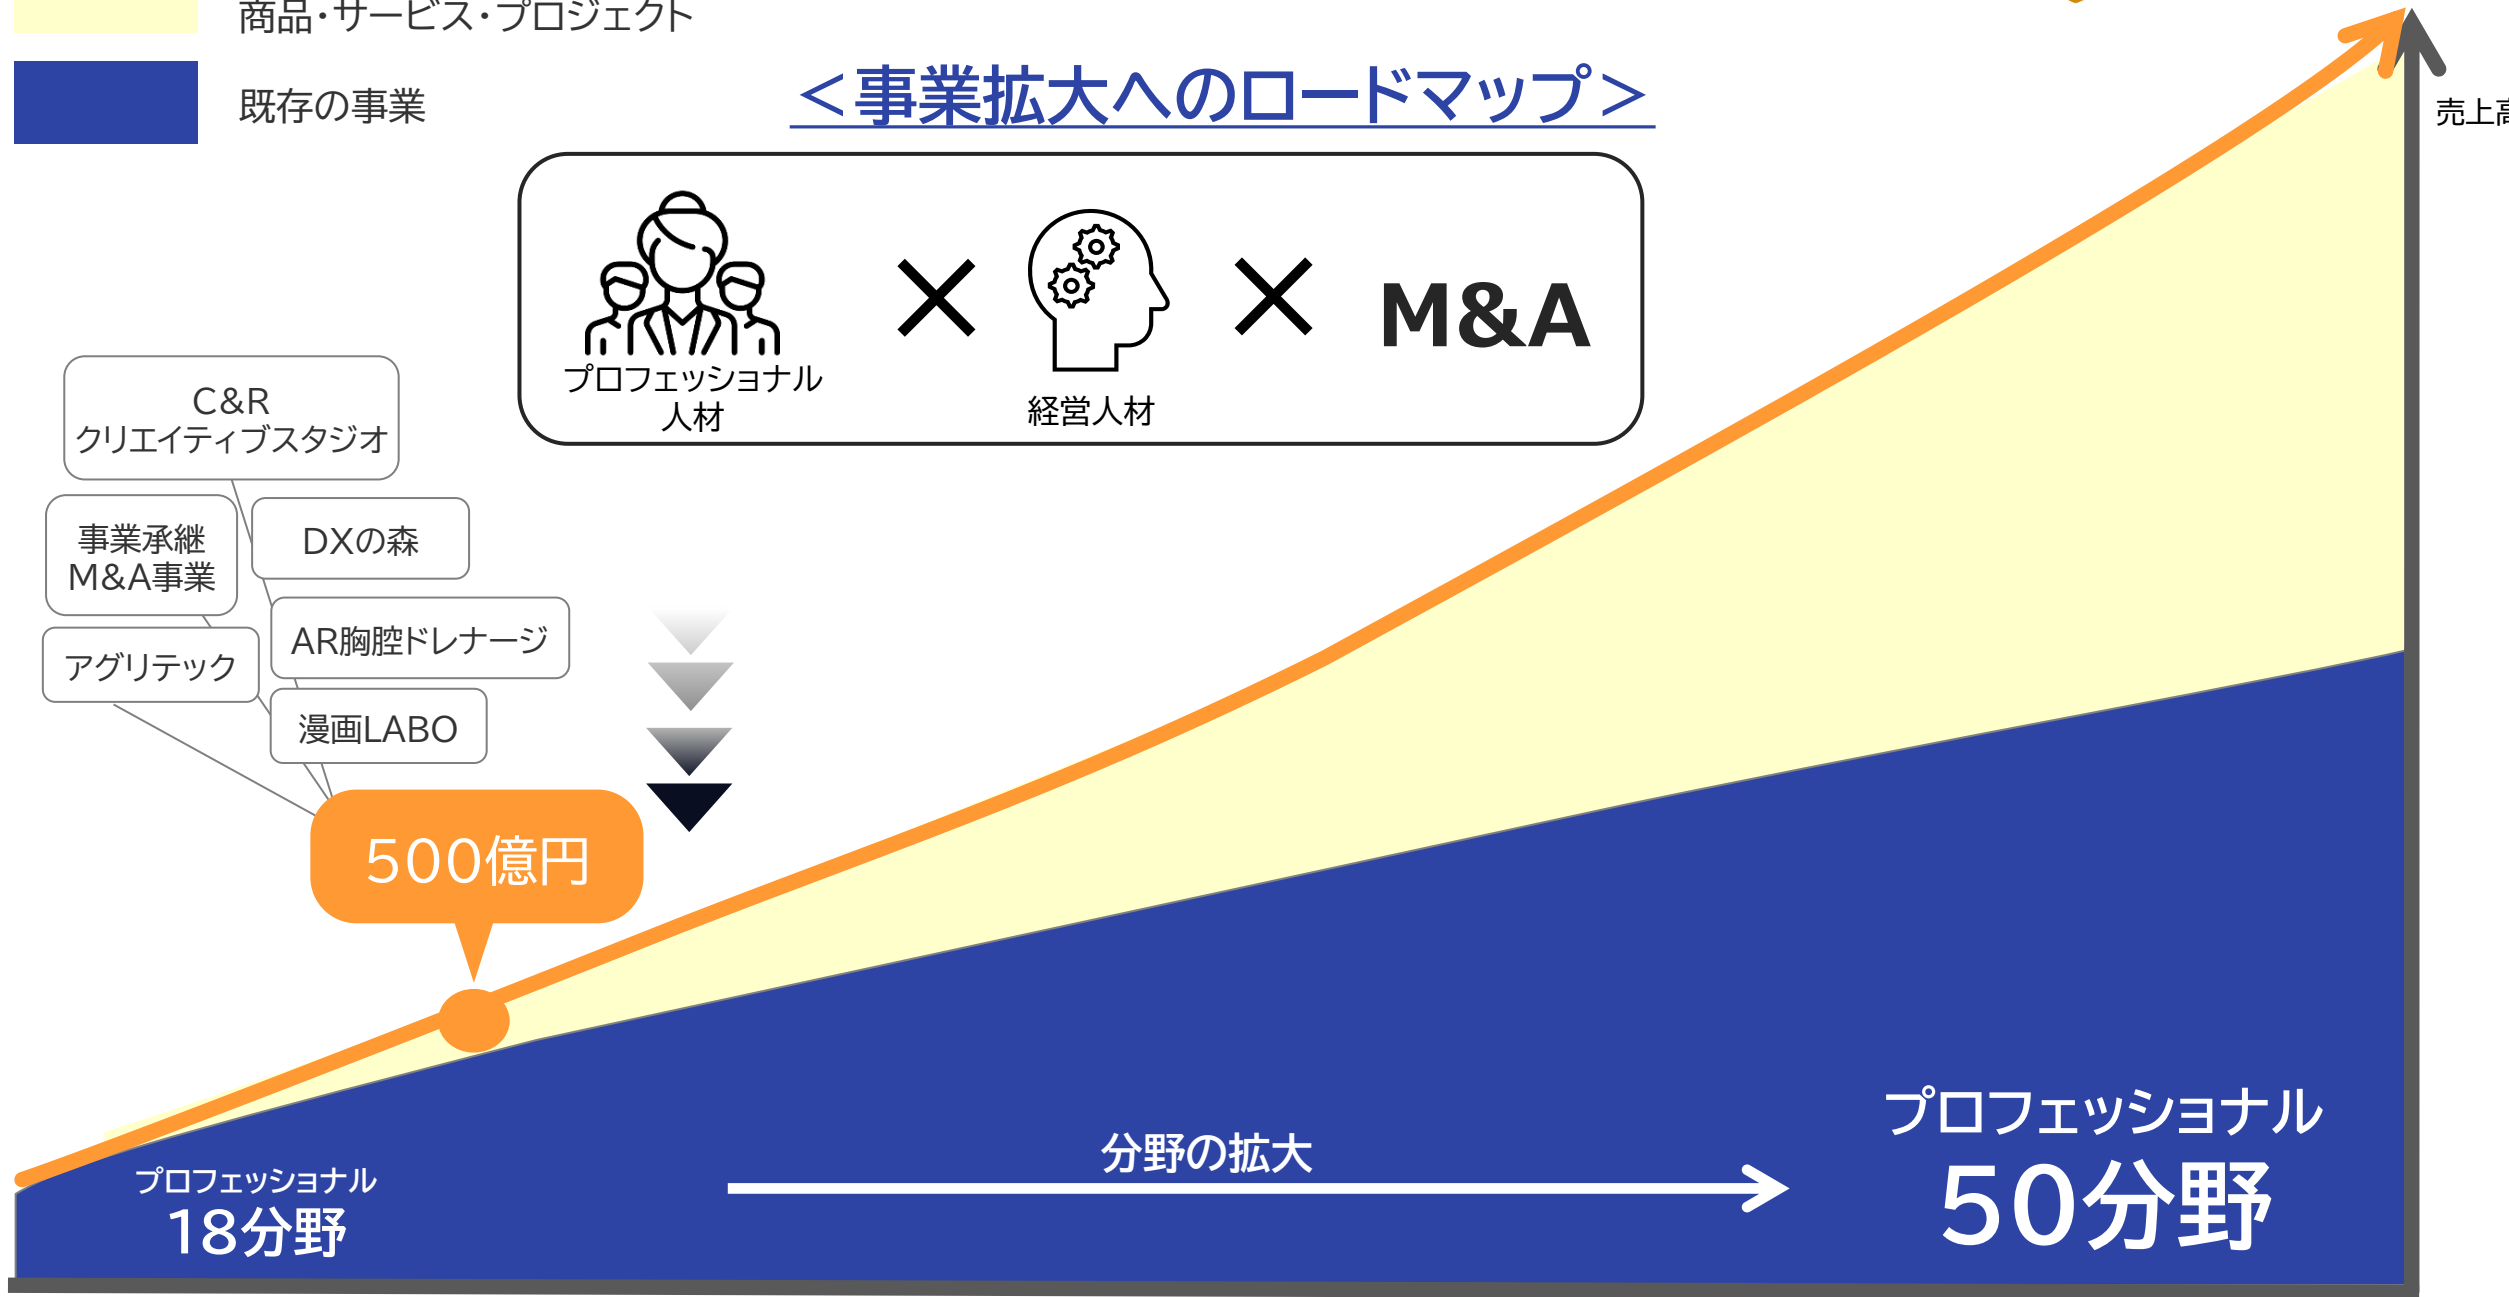 商品・サービス・プロジェクト
既存の事業
＜事業拡大へのロードマップ＞
売上高
プロフェッショナル
人材
経営人材
M&A
C&R
クリエイティブスタジオ
事業承継
M&A事業
DXの森
AR胸腔ドレナージ
アグリテック
漫画LABO
500億円
プロフェッショナル
18分野
分野の拡大
プロフェッショナル
50分野